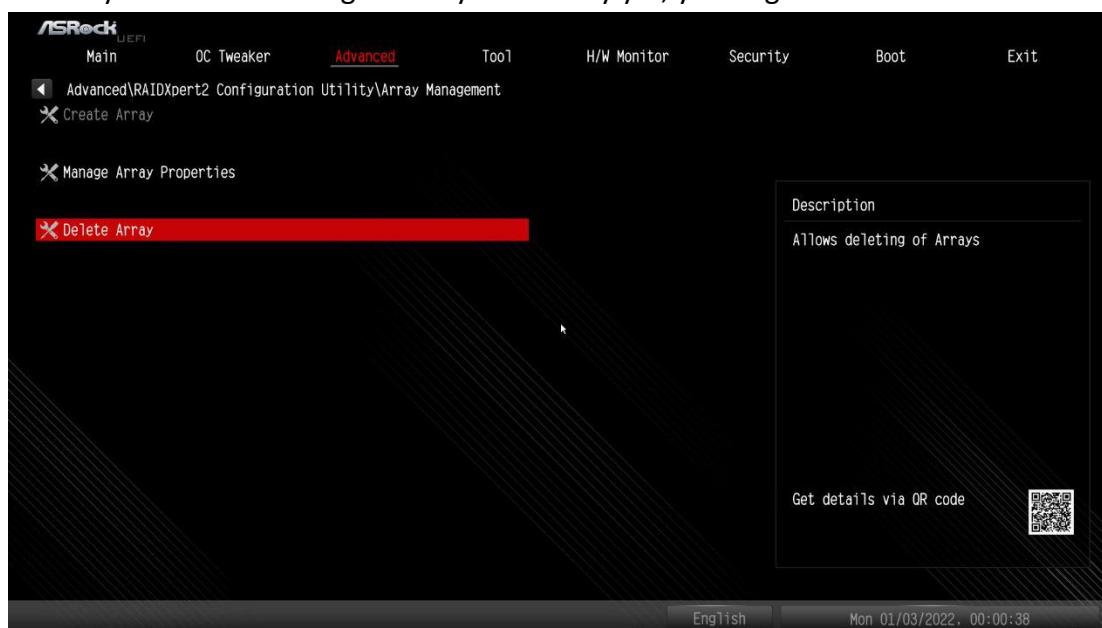 ASRock
UEFI
Main OC Tweaker Advanced Tool H/W Monitor Security Boot Exit
Advanced\RAIDXpert2 Configuration Utility\Array Management
Create Array
Manage Array Properties
Description
Delete Array
Allows deleting of Arrays
Get details via QR code
English Mon 01/03/2022, 00:00:38